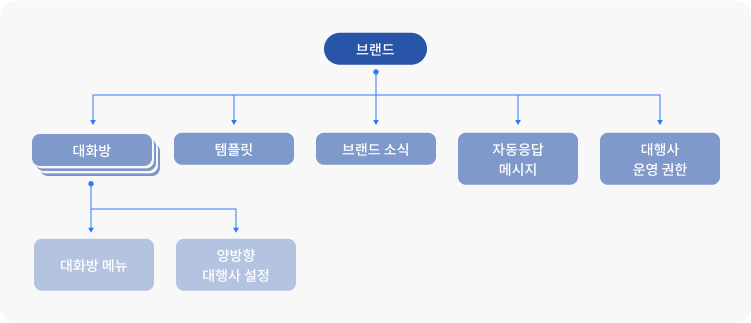 브랜드
대화방
템플릿
브랜드 소식
자동응답
메시지
대행사
운영 권한
대화방 메뉴
양방향
대행사 설정